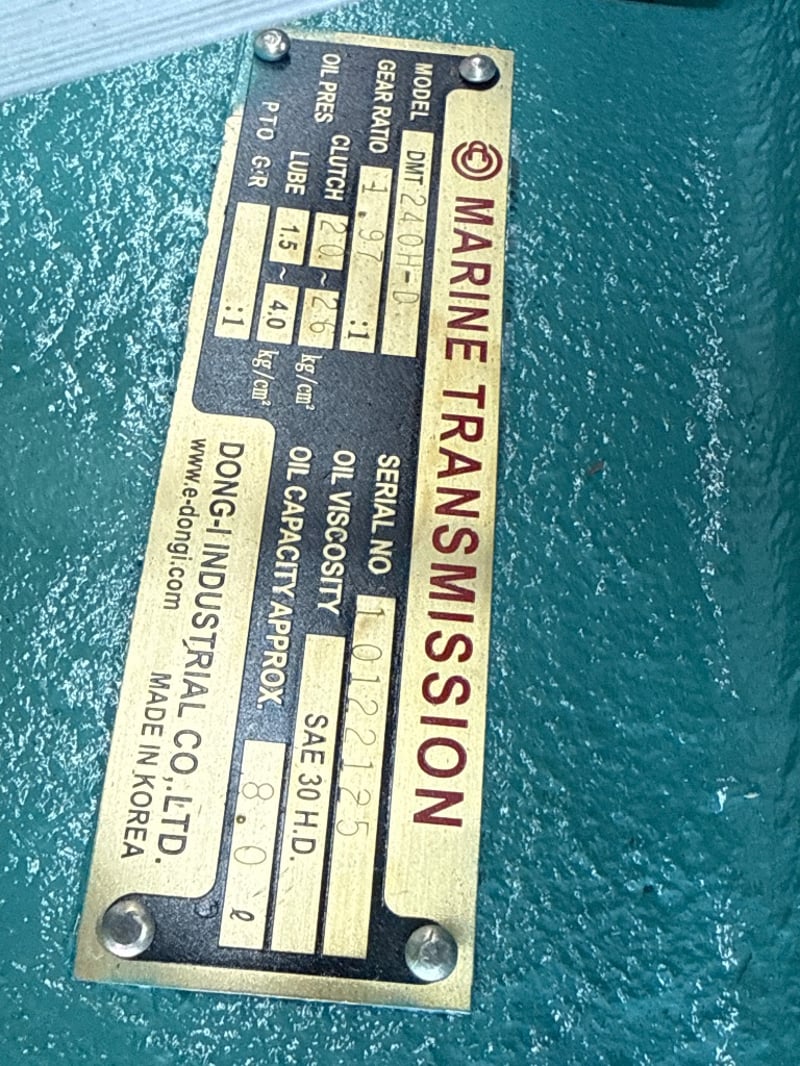 MARINE TRANSMISSION
MODEL DMT 240H-D
GEAR RATIO 1.97 :1
OIL PRES CLUTCH 20 ~ 26 kg/cm²
LUBE 1.5 ~ 4.0 kg/cm²
P T O G·R :1
SERIAL NO 10122125
OIL VISCOSITY SAE 30 H.D.
OIL CAPACITY APPROX. 8.0 ℓ
DONG-I INDUSTRIAL CO,.LTD.
www.e-dongi.com MADE IN KOREA